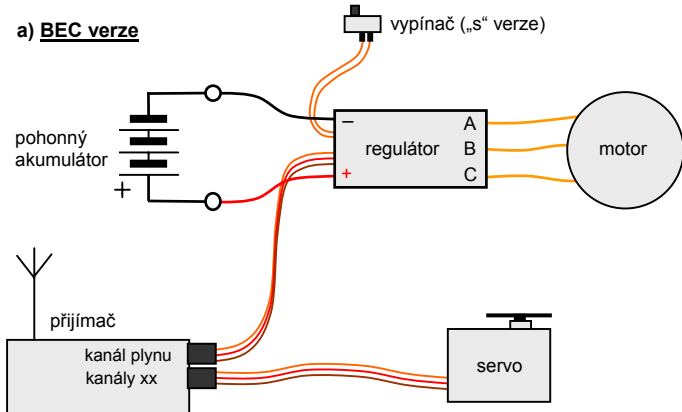 a) BEC verze
vypínač („s“ verze)
pohonný
akumulátor
+
−
+
regulátor
A
B
C
motor
přijímač
kanál plynu
kanály xx
servo